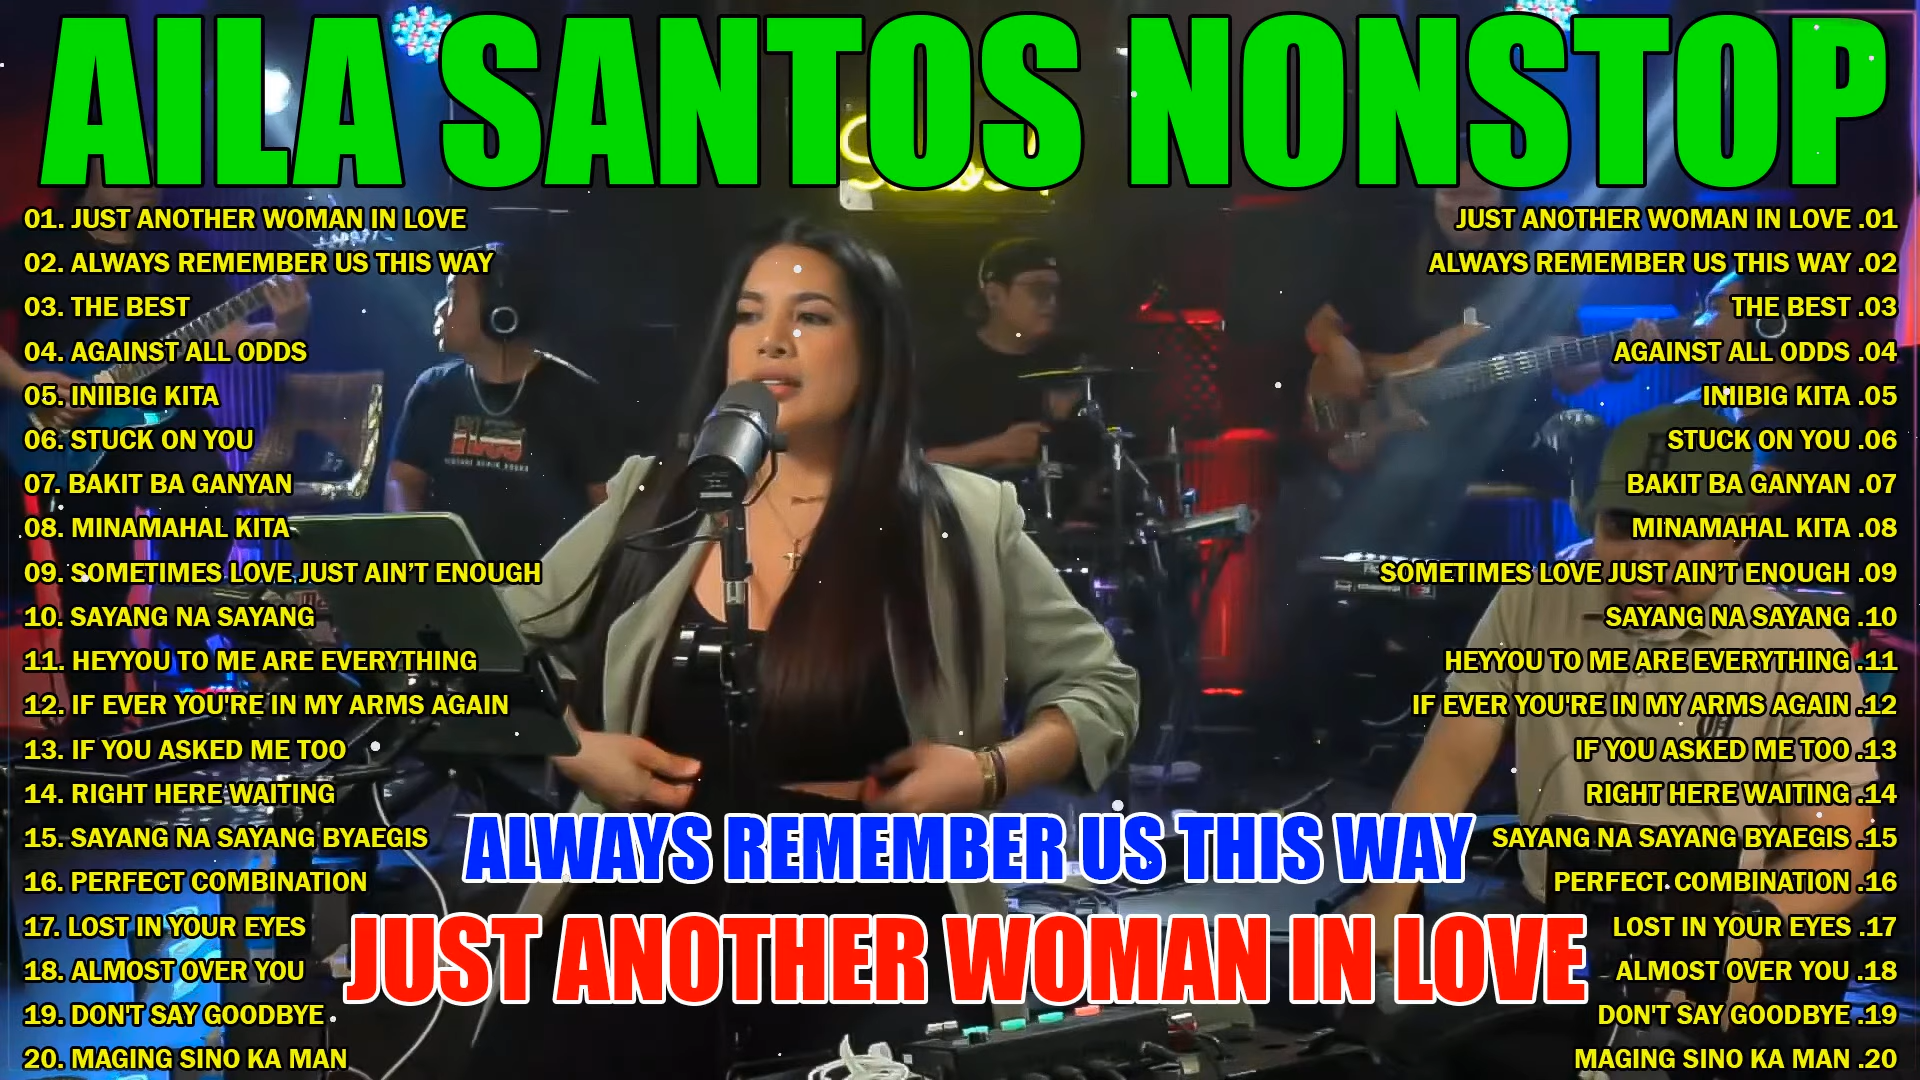 AILA SANTOS NONSTOP
01. JUST ANOTHER WOMAN IN LOVE
02. ALWAYS REMEMBER US THIS WAY
03. THE BEST
04. AGAINST ALL ODDS
05. INIIBIG KITA
06. STUCK ON YOU
07. BAKIT BA GANYAN
08. MINAMAHAL KITA
09. SOMETIMES LOVE JUST AIN’T ENOUGH
10. SAYANG NA SAYANG
11. HEYYOU TO ME ARE EVERYTHING
12. IF EVER YOU'RE IN MY ARMS AGAIN
13. IF YOU ASKED ME TOO
14. RIGHT HERE WAITING
15. SAYANG NA SAYANG BYAEGIS
16. PERFECT COMBINATION
17. LOST IN YOUR EYES
18. ALMOST OVER YOU
19. DON'T SAY GOODBYE
20. MAGING SINO KA MAN
JUST ANOTHER WOMAN IN LOVE .01
ALWAYS REMEMBER US THIS WAY .02
THE BEST .03
AGAINST ALL ODDS .04
INIIBIG KITA .05
STUCK ON YOU .06
BAKIT BA GANYAN .07
MINAMAHAL KITA .08
SOMETIMES LOVE JUST AIN’T ENOUGH .09
SAYANG NA SAYANG .10
HEYYOU TO ME ARE EVERYTHING .11
IF EVER YOU'RE IN MY ARMS AGAIN .12
IF YOU ASKED ME TOO .13
RIGHT HERE WAITING .14
SAYANG NA SAYANG BYAEGIS .15
PERFECT COMBINATION .16
LOST IN YOUR EYES .17
ALMOST OVER YOU .18
DON'T SAY GOODBYE .19
MAGING SINO KA MAN .20
ALWAYS REMEMBER US THIS WAY
JUST ANOTHER WOMAN IN LOVE